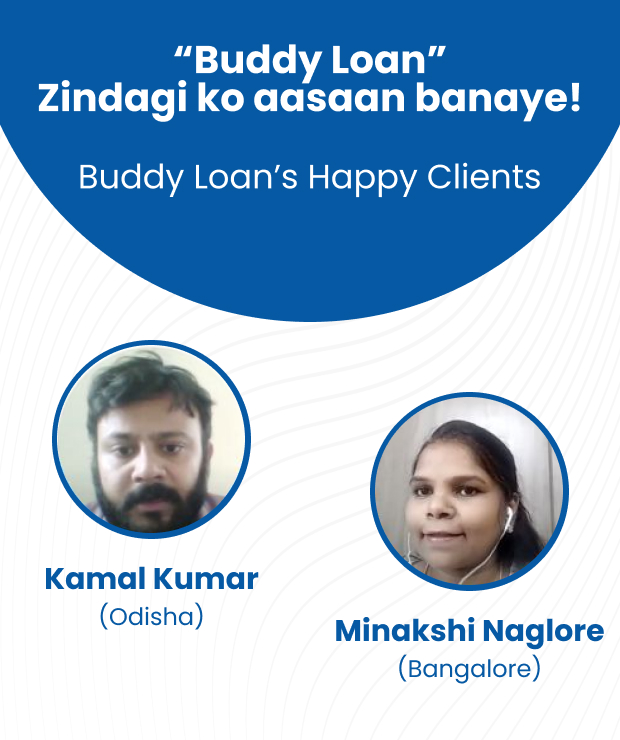 “Buddy Loan”
Zindagi ko aasaan banaye!
Buddy Loan’s Happy Clients
Kamal Kumar
(Odisha)
Minakshi Naglore
(Bangalore)